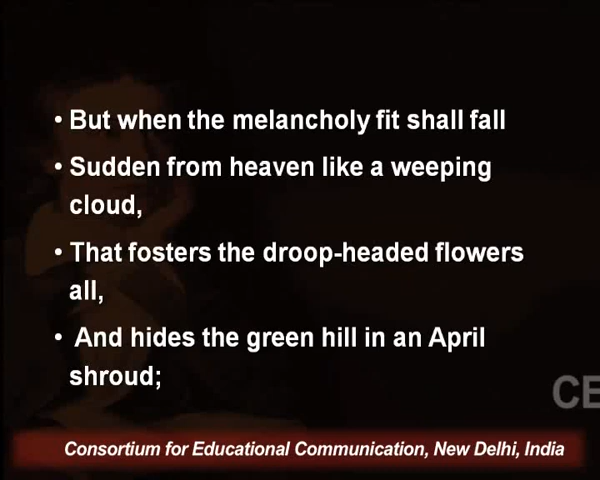 • But when the melancholy fit shall fall
• Sudden from heaven like a weeping
cloud,
• That fosters the droop-headed flowers
all,
• And hides the green hill in an April
shroud;
CE
Consortium for Educational Communication, New Delhi, India